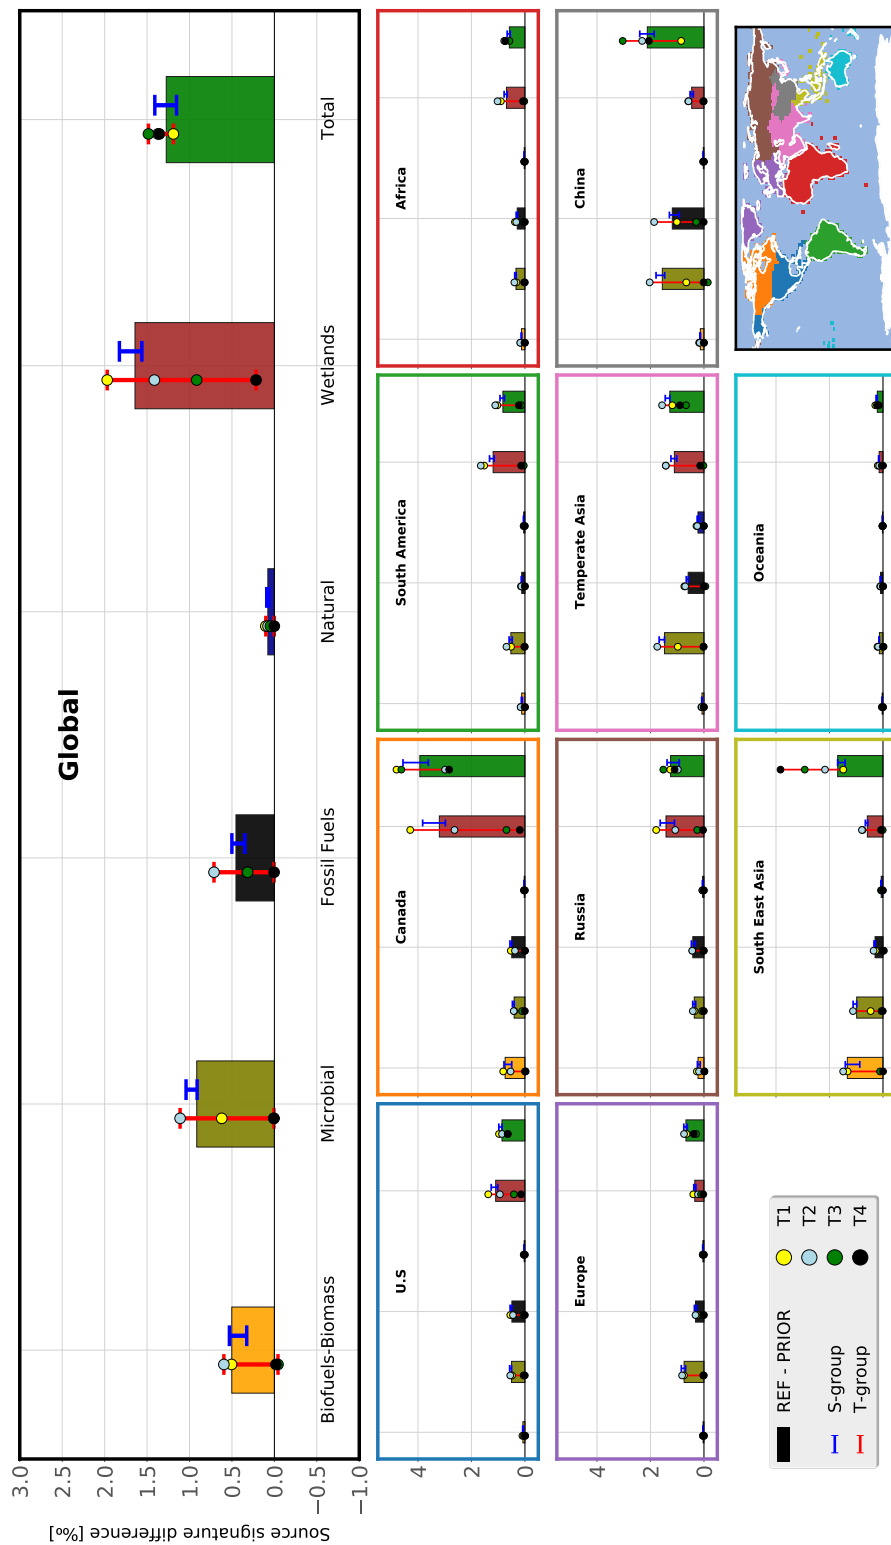 Global
3.0
2.5
2.0
1.5
1.0
0.5
0.0
−0.5
−1.0
Source signature difference [‰]
Biofuels-Biomass
Microbial
Fossil Fuels
Natural
Wetlands
Total
U.S
Canada
South America
Africa
4
2
0
Europe
Russia
Temperate Asia
China
4
2
0
South East Asia
Oceania
REF - PRIOR
S-group
T-group
T1
T2
T3
T4